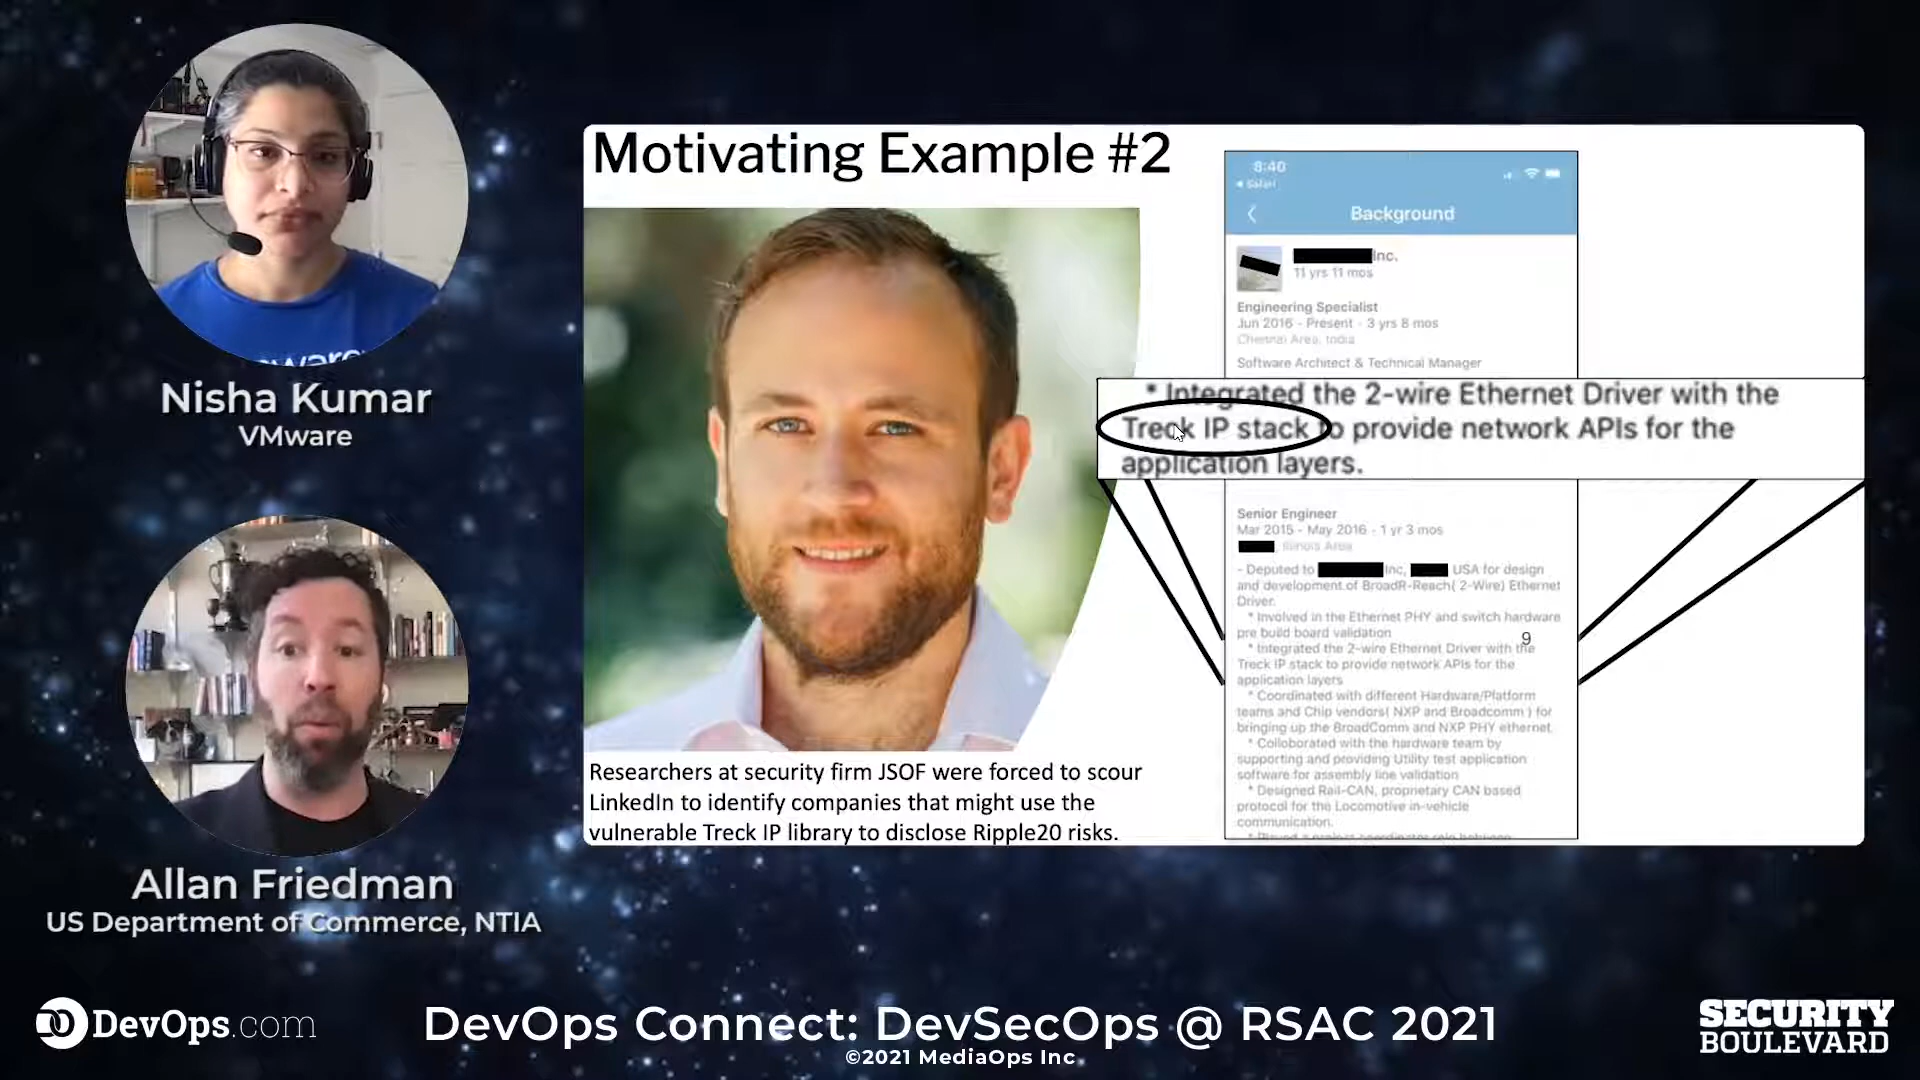 Nisha Kumar
VMware
Allan Friedman
US Department of Commerce, NTIA
Motivating Example #2
Researchers at security firm JSOF were forced to scour
LinkedIn to identify companies that might use the
vulnerable Treck IP library to disclose Ripple20 risks.
8:40
Safari
Background
Inc.
11 yrs 11 mos
Engineering Specialist
Jun 2016 - Present - 3 yrs 8 mos
Chennai Area, India
Software Architect & Technical Manager
* Integrated the 2-wire Ethernet Driver with the
Treck IP stack to provide network APIs for the
application layers.
Senior Engineer
Mar 2015 - May 2016 - 1 yr 3 mos
, Illinois Area
- Deputed to Inc, USA for design
and development of BroadR-Reach( 2-Wire) Ethernet
Driver.
* Involved in the Ethernet PHY and switch hardware
pre build board validation
9
* Integrated the 2-wire Ethernet Driver with the
Treck IP stack to provide network APIs for the
application layers
* Coordinated with different Hardware/Platform
teams and Chip vendors( NXP and Broadcomm ) for
bringing up the BroadComm and NXP PHY ethernet.
* Colloborated with the hardware team by
supporting and providing Utility test application
software for assembly line validation
* Designed Rail-CAN, proprietary CAN based
protocol for the Locomotive in-vehicle
communication.
DevOps.com
DevOps Connect: DevSecOps @ RSAC 2021
©2021 MediaOps Inc
SECURITY
BOULEVARD